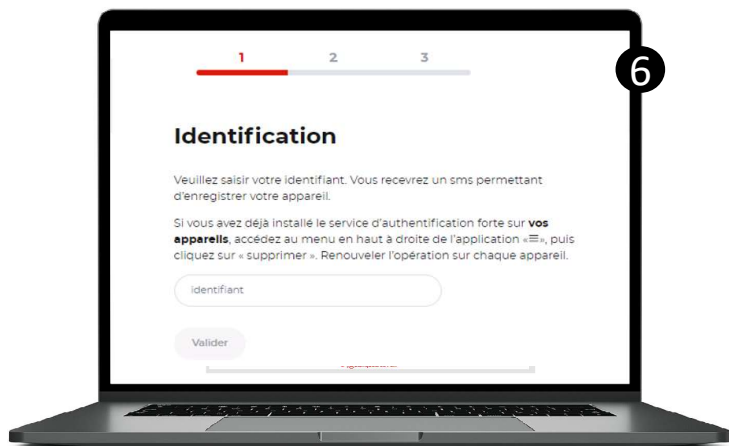 1 2 3
6
Identification
Veuillez saisir votre identifiant. Vous recevrez un sms permettant
d'enregistrer votre appareil.
Si vous avez déjà installé le service d'authentification forte sur vos
appareils, accédez au menu en haut à droite de l'application «≡», puis
cliquez sur « supprimer ». Renouveler l'opération sur chaque appareil.
identifiant
Valider